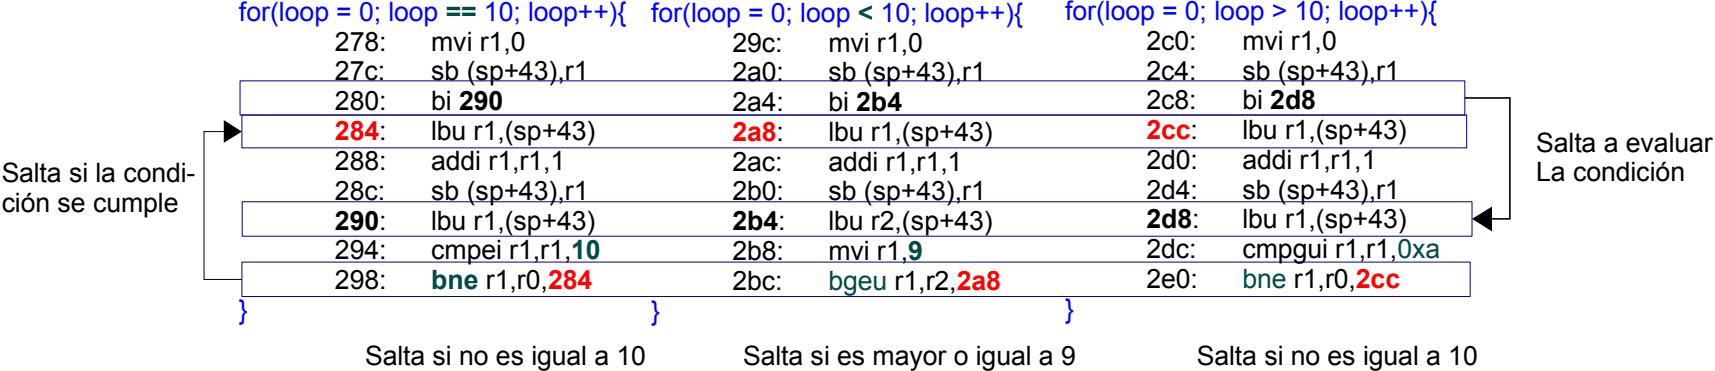 for(loop = 0; loop == 10; loop++){ for(loop = 0; loop < 10; loop++){ for(loop = 0; loop > 10; loop++){
278: mvi r1,0 29c: mvi r1,0 2c0: mvi r1,0
27c: sb (sp+43),r1 2a0: sb (sp+43),r1 2c4: sb (sp+43),r1
280: bi 290 2a4: bi 2b4 2c8: bi 2d8
284: lbu r1,(sp+43) 2a8: lbu r1,(sp+43) 2cc: lbu r1,(sp+43)
288: addi r1,r1,1 2ac: addi r1,r1,1 2d0: addi r1,r1,1
28c: sb (sp+43),r1 2b0: sb (sp+43),r1 2d4: sb (sp+43),r1
290: lbu r1,(sp+43) 2b4: lbu r2,(sp+43) 2d8: lbu r1,(sp+43)
294: cmpei r1,r1,10 2b8: mvi r1,9 2dc: cmpgui r1,r1,0xa
298: bne r1,r0,284 2bc: bgeu r1,r2,2a8 2e0: bne r1,r0,2cc
} } }
Salta si no es igual a 10 Salta si es mayor o igual a 9 Salta si no es igual a 10
Salta si la condi-
ción se cumple
Salta a evaluar
La condición